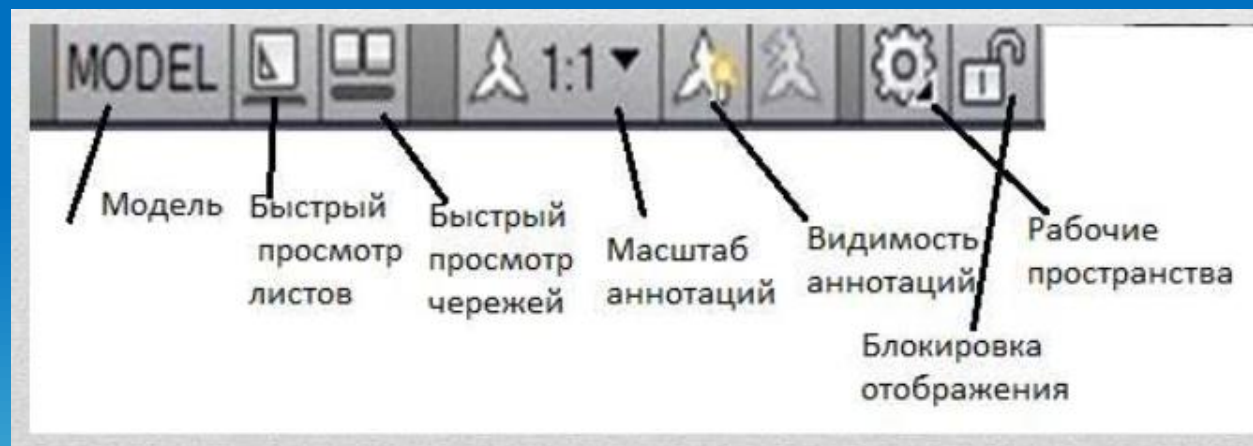 MODEL 1:1
Модель
Быстрый
просмотр
листов
Быстрый
просмотр
чережей
Масштаб
аннотаций
Видимость
аннотаций
Рабочие
пространства
Блокировка
отображения